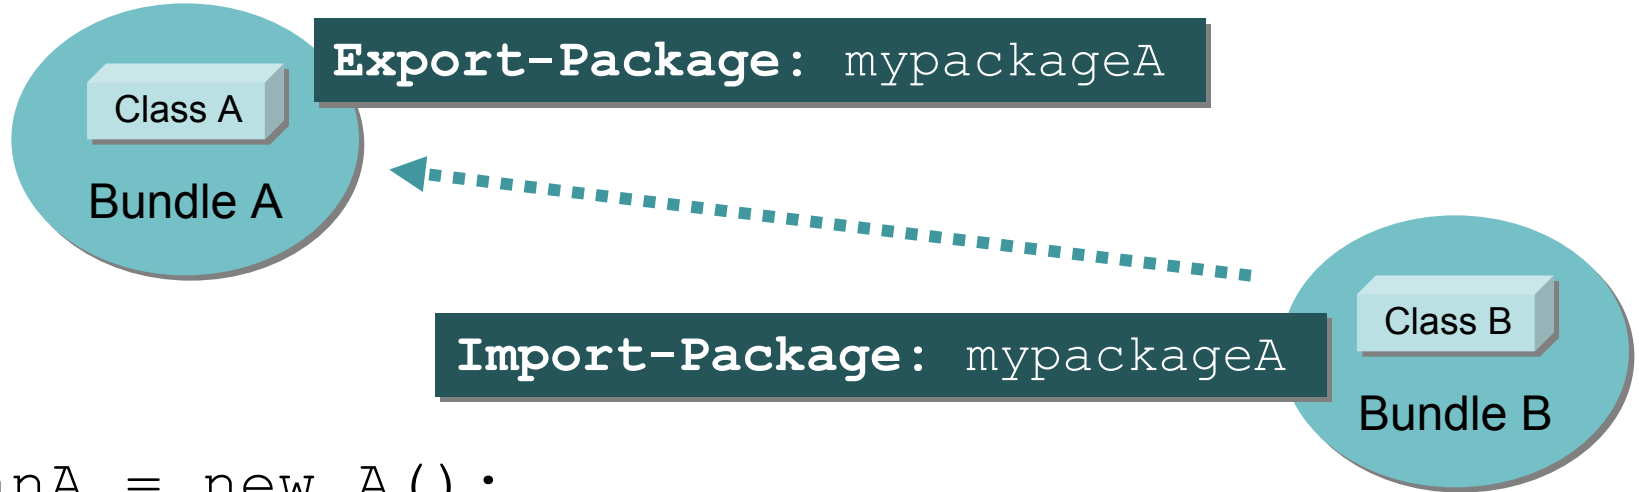 Export-Package: mypackageA
Class A
Bundle A
Class B
Import-Package: mypackageA
Bundle B
= new A();